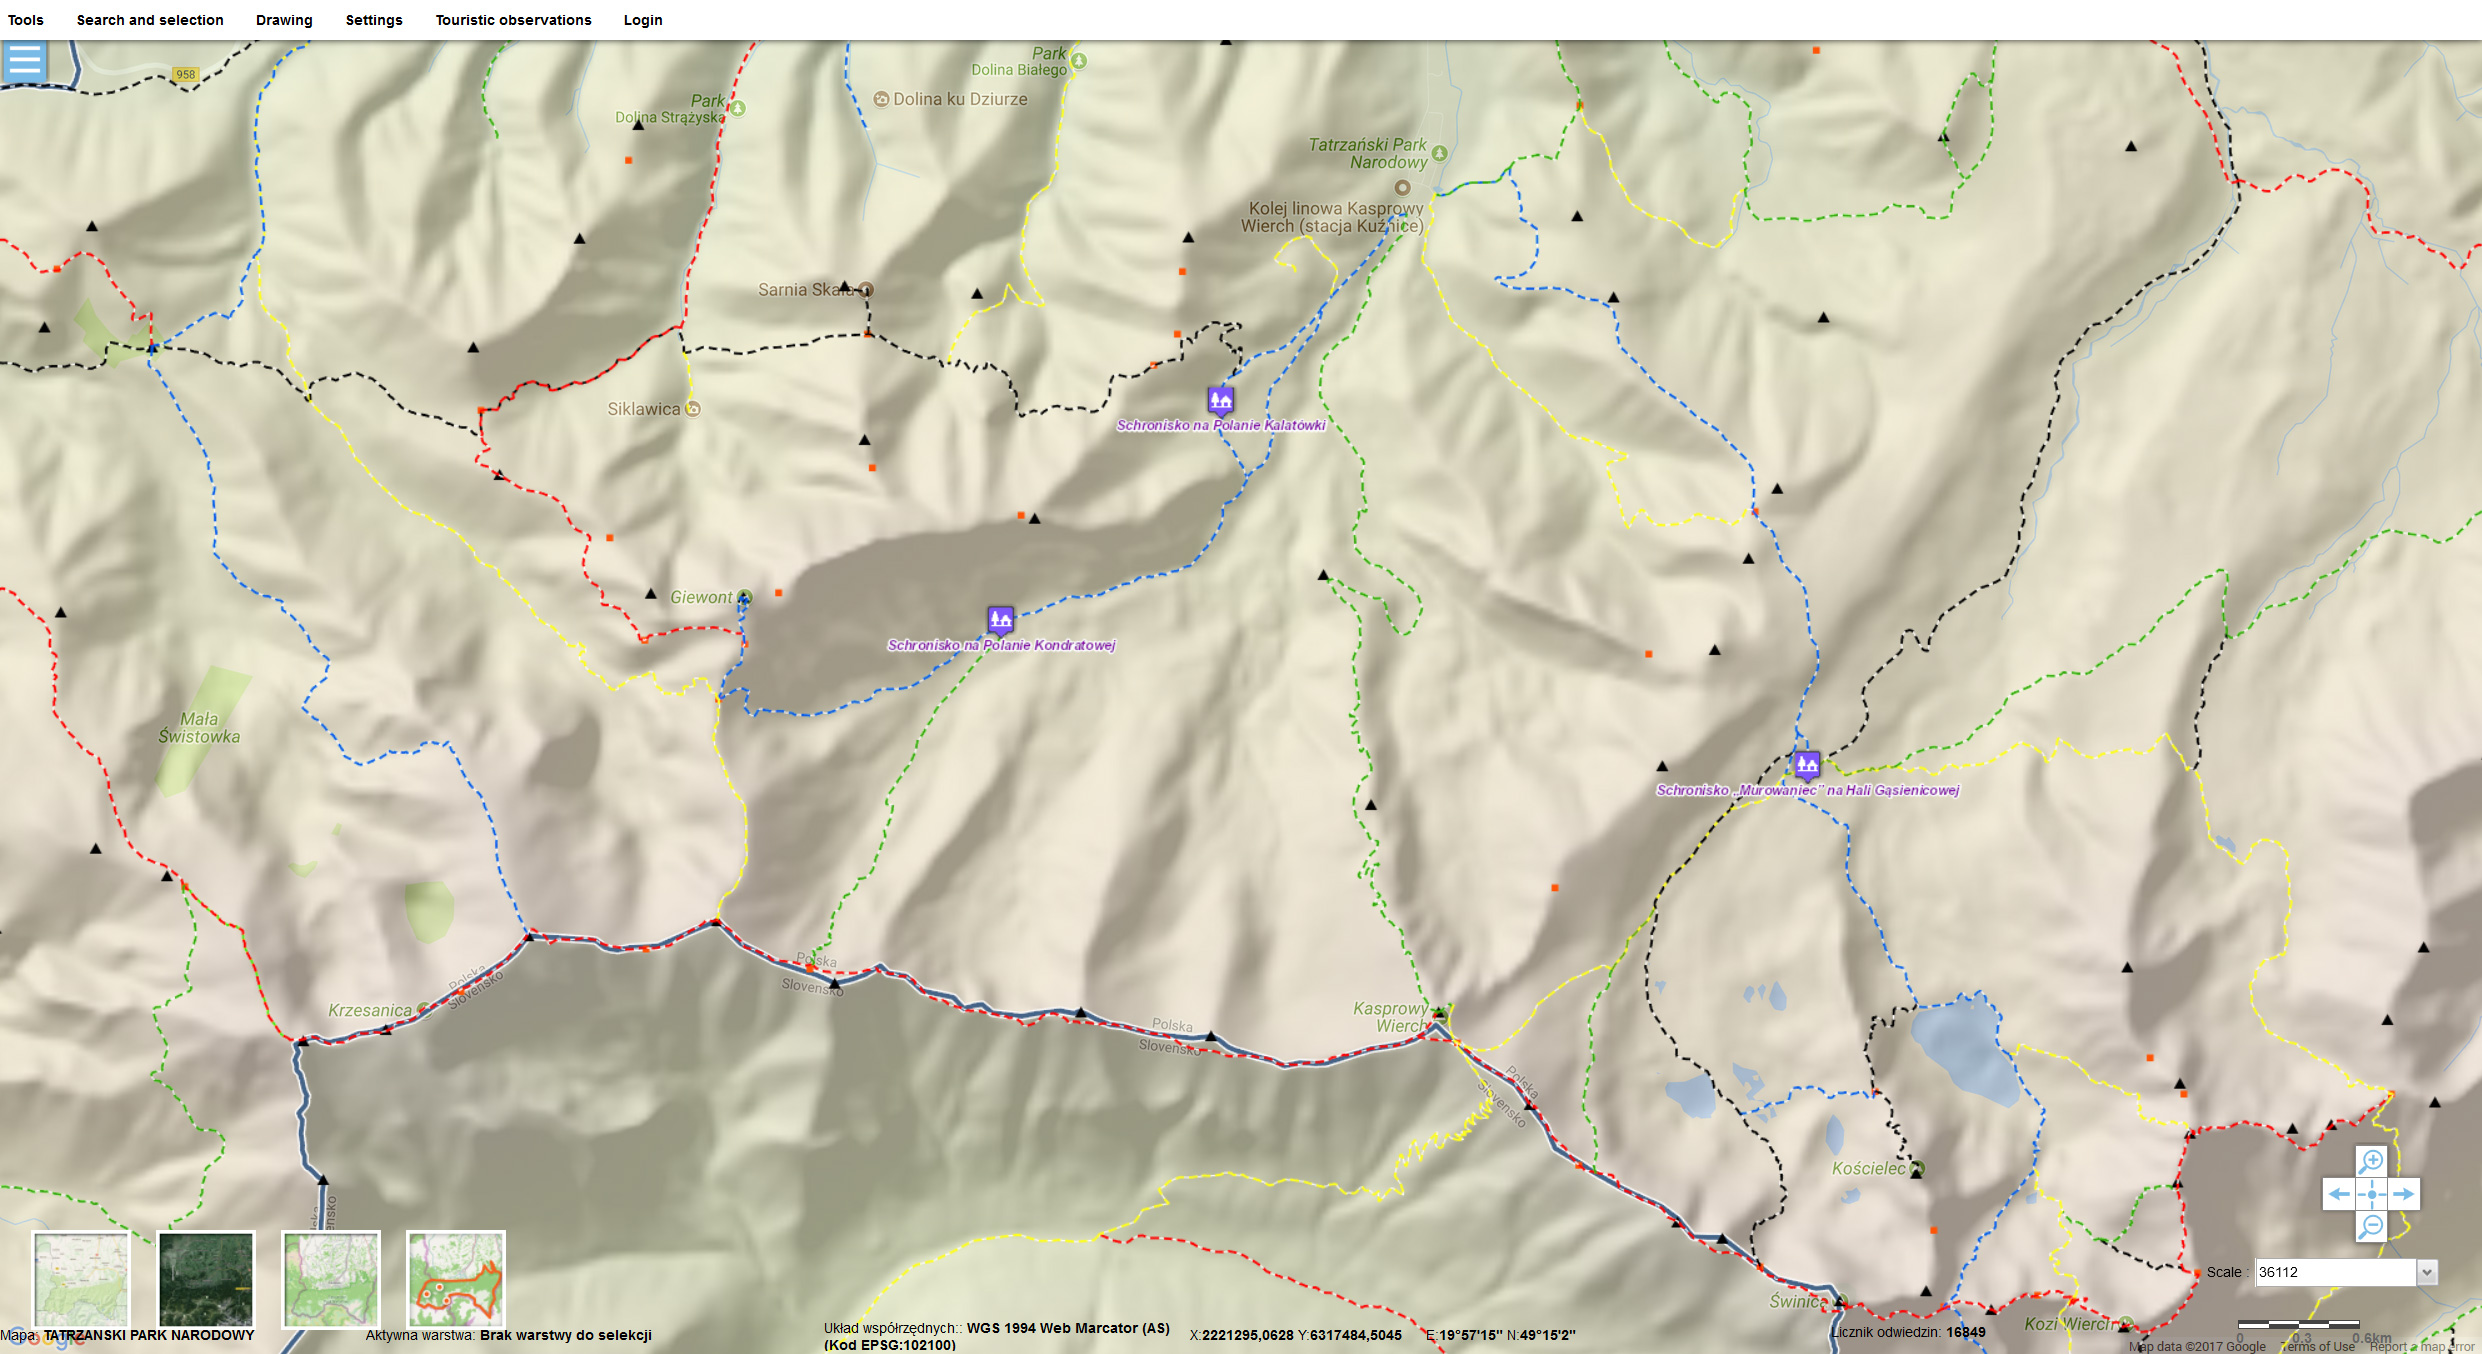 Tools Search and selection Drawing Settings Touristic observations Login
958
Park
Dolina Białego
Park
Dolina Strążyska
Dolina ku Dziurze
Tatrzański Park
Narodowy
Kolej linowa Kasprowy
Wierch (stacja Kuźnice)
Sarnia Skała
Siklawica
Schronisko na Polanie Kalatówki
Giewont
Schronisko na Polanie Kondratowej
Mała
Świstowka
Schronisko „Murowaniec” na Hali Gąsienicowej
Polska
Slovensko
Polska
Slovensko
Krzesanica
Kasprowy
Wierch
Polska
Slovensko
Polska
Slovensko
Kościelec
Świnica
Kozi Wierch
Scale : 36112
0 0.3 0.6km
Google
Mapa: TATRZANSKI PARK NARODOWY
Aktywna warstwa: Brak warstwy do selekcji
Układ współrzędnych:: WGS 1994 Web Marcator (AS)
(Kod EPSG:102100)
X:2221295,0628 Y:6317484,5045 E:19°57'15" N:49°15'2"
Licznik odwiedzin: 16849
Map data ©2017 Google Terms of Use Report a map error